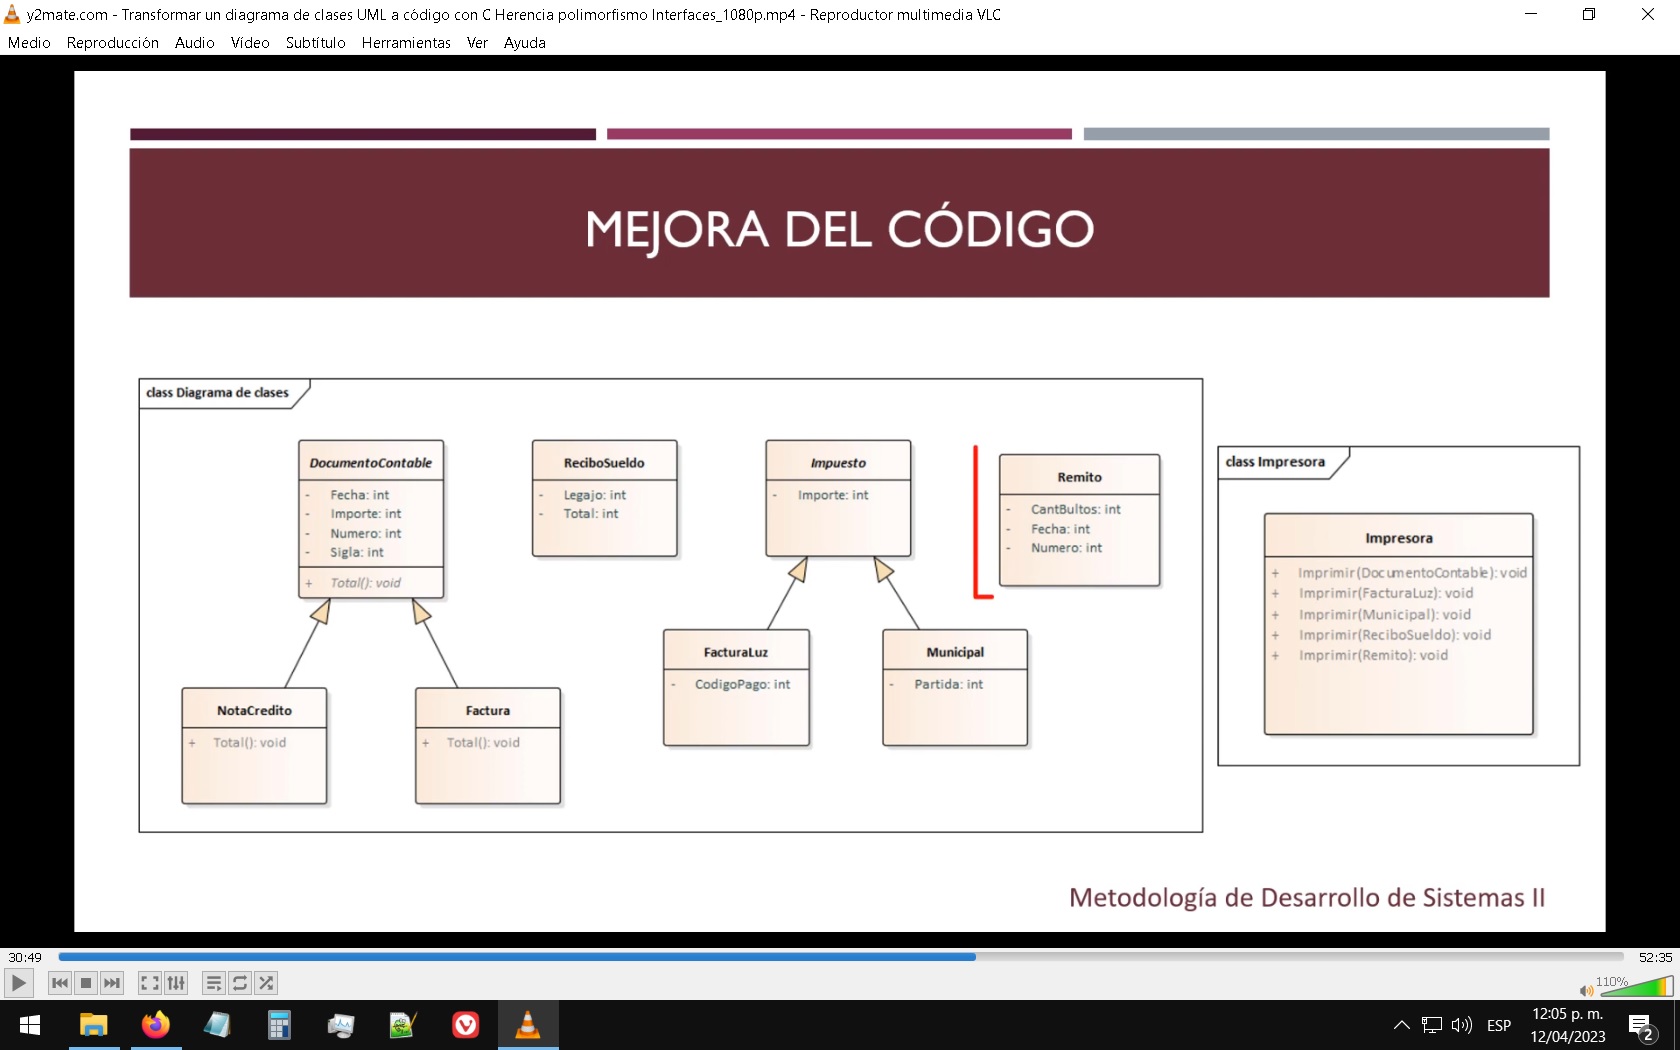 y2mate.com - Transformar un diagrama de clases UML a código con C Herencia polimorfismo Interfaces_1080p.mp4 - Reproductor multimedia VLC
Medio Reproducción Audio Vídeo Subtítulo Herramientas Ver Ayuda
MEJORA DEL CÓDIGO
class Diagrama de clases
DocumentoContable
- Fecha: int
- Importe: int
- Numero: int
- Sigla: int
+ Total(): void
ReciboSueldo
- Legajo: int
- Total: int
Impuesto
- Importe: int
Remito
- CantBultos: int
- Fecha: int
- Numero: int
NotaCredito
+ Total(): void
Factura
+ Total(): void
FacturaLuz
- CodigoPago: int
Municipal
- Partida: int
class Impresora
Impresora
+ Imprimir(DocumentoContable): void
+ Imprimir(FacturaLuz): void
+ Imprimir(Municipal): void
+ Imprimir(ReciboSueldo): void
+ Imprimir(Remito): void
Metodología de Desarrollo de Sistemas II
30:49
52:35
110%
ESP
12:05 p. m.
12/04/2023
2